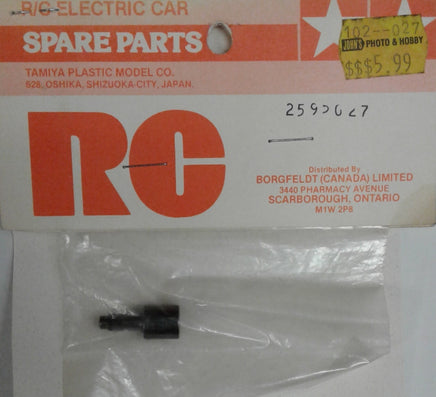 R/C ELECTRIC CAR
SPARE PARTS
TAMIYA PLASTIC MODEL CO.
628, OSHIKA, SHIZUOKA-CITY, JAPAN.
102--027
JOHN'S PHOTO & HOBBY
$$$5.99
RC
Distributed By
BORGFELDT (CANADA) LIMITED
3440 PHARMACY AVENUE
SCARBOROUGH, ONTARIO
M1W 2P8